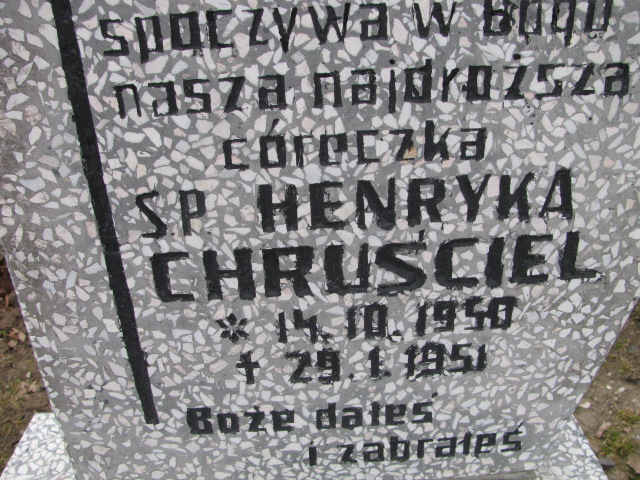 spoczywa w Bogu
nasza najdroższa
córeczka
S.P. HENRYKA
CHRUŚCIEL
* 14.10.1950
+ 29.1.1951
Boże dałeś
i zabrałeś